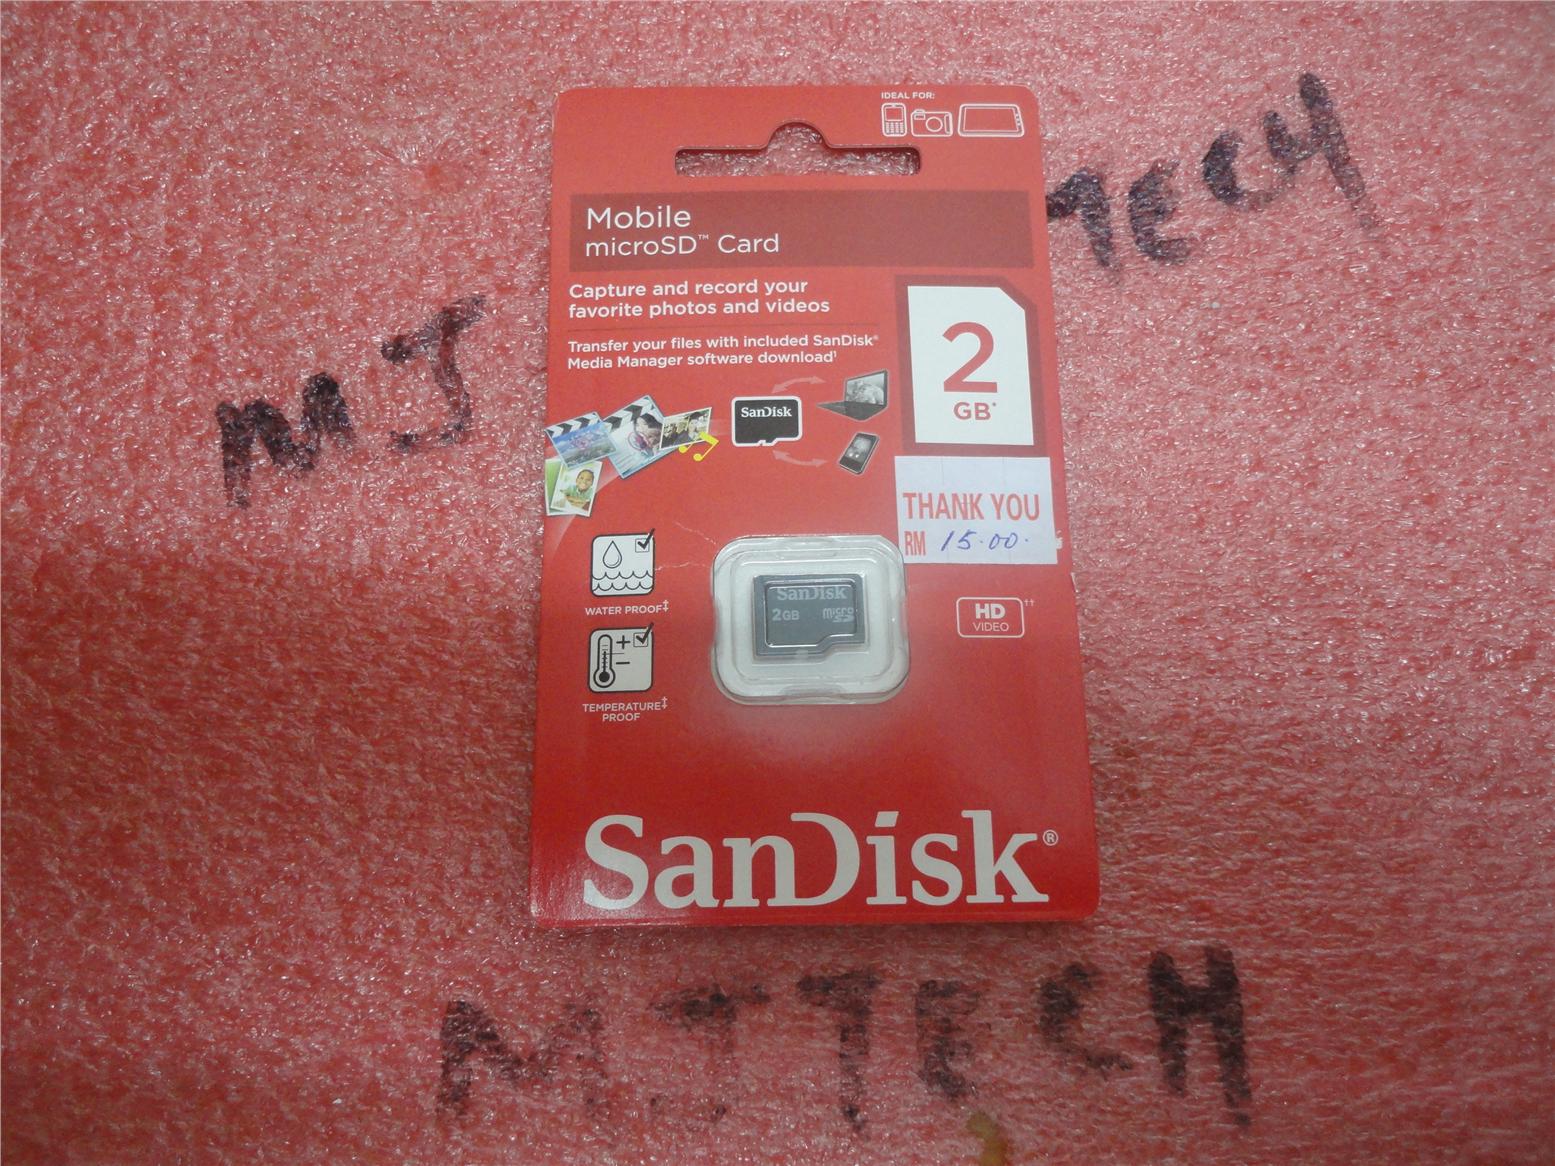 IDEAL FOR:
Mobile
microSD™ Card
Capture and record your
favorite photos and videos
Transfer your files with included SanDisk®
Media Manager software download¹
2
GB*
SanDisk
THANK YOU
RM 15.00.
WATER PROOF‡
TEMPERATURE‡
PROOF
SanDisk
2GB micro SD
HD††
VIDEO
SanDisk®
MJ TECH
MJTECH